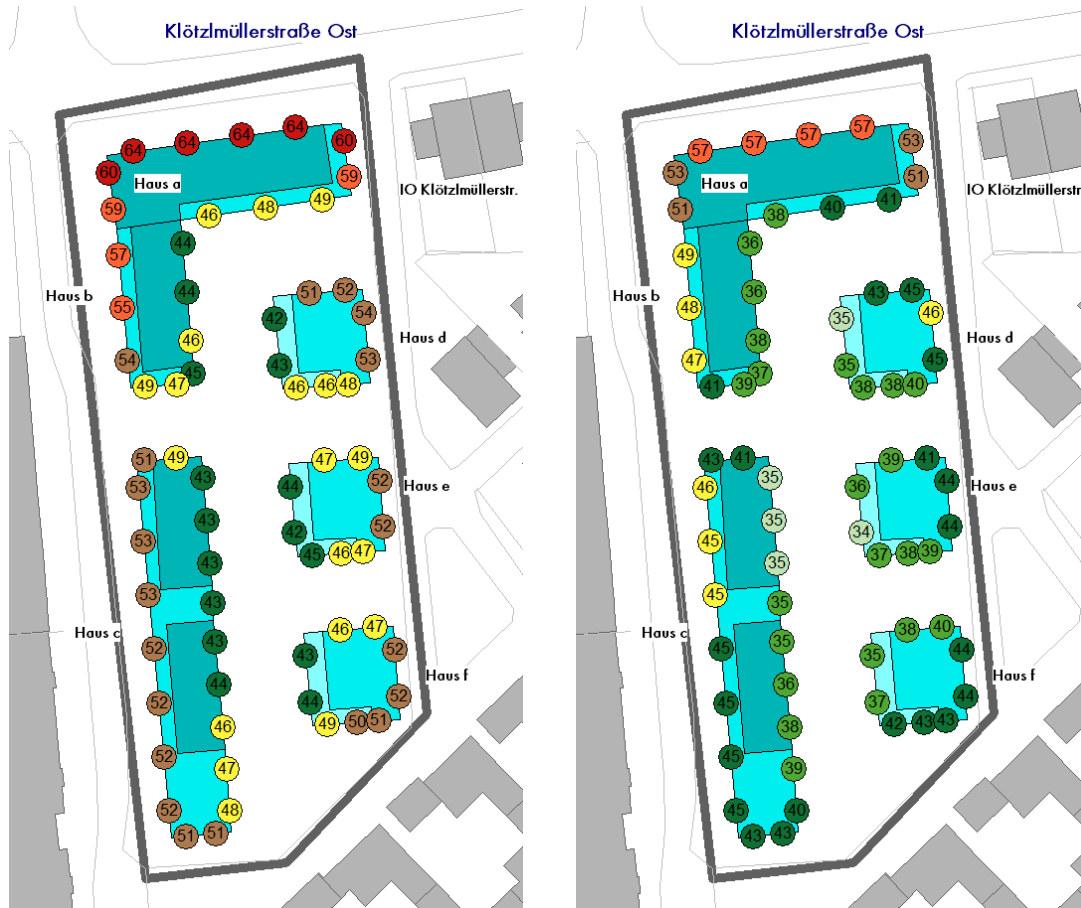 Klötzlmüllerstraße Ost
64 64 64 64 60
60 59
Haus a
59 46 48 49
57 44
Haus b
55 44
54 46 45
49 47
51 52
42 54
Haus d
43 53
46 46 48
51 49
53 43
53 43
43
53 43
Haus c
52 43
52 44
46
52 47
52 48
51 51
47 49
44 52
Haus e
42 52
45 46 47
46 47
43 52
Haus f
44 52
49 50 51
IO Klötzlmüllerstr.
Klötzlmüllerstraße Ost
57 57 57 57 53
53 51
Haus a
51 38 40 41
49 36
Haus b
48 36
47 38 37
41 39
43 45
35 46
Haus d
35 45
38 38 40
43 41
46 35
45 35
35
45 35
Haus c
45 35
45 36
38
45 39
45 40
43 43
39 41
36 44
Haus e
34 44
37 38 39
38 40
35 44
Haus f
37 44
42 43 43
IO Klötzlmüllerstr.